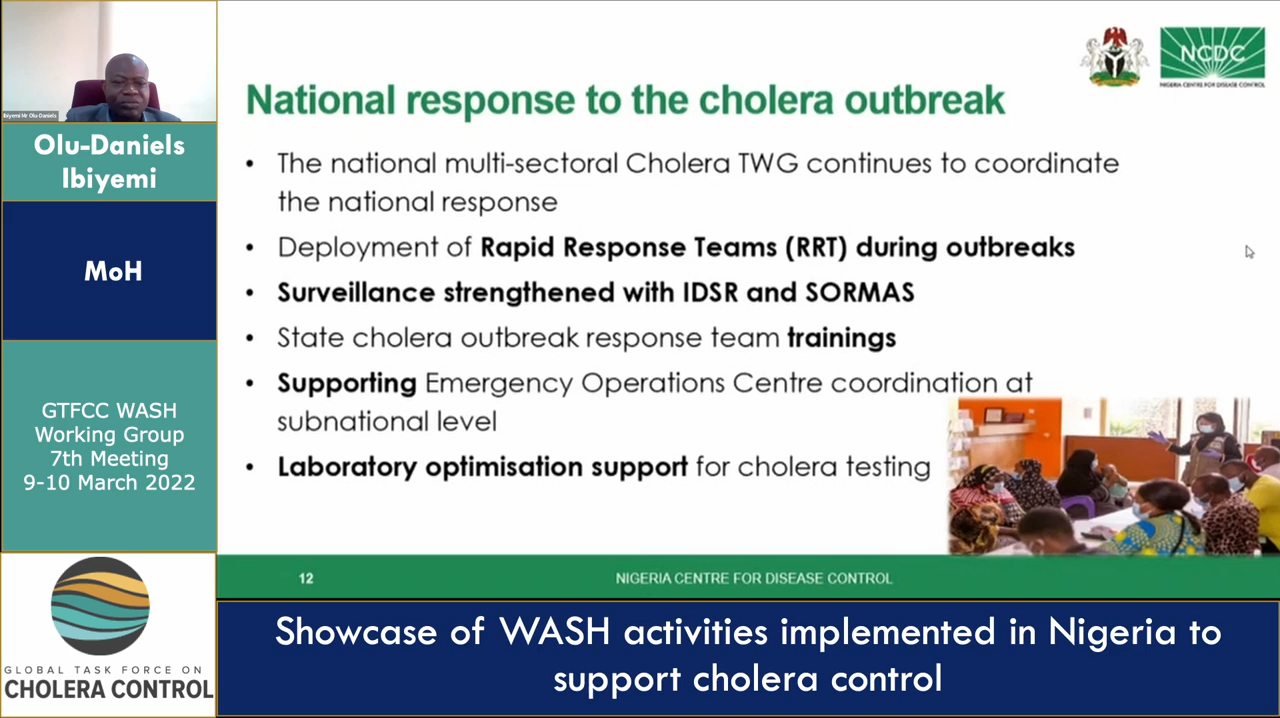 Ibiyemi Mr Olu-Daniels
Olu-Daniels
Ibiyemi
MoH
GTFCC WASH
Working Group
7th Meeting
9-10 March 2022
GLOBAL TASK FORCE ON
CHOLERA CONTROL
NCDC
NIGERIA CENTRE FOR DISEASE CONTROL
National response to the cholera outbreak
• The national multi-sectoral Cholera TWG continues to coordinate
the national response
• Deployment of Rapid Response Teams (RRT) during outbreaks
• Surveillance strengthened with IDSR and SORMAS
• State cholera outbreak response team trainings
• Supporting Emergency Operations Centre coordination at
subnational level
• Laboratory optimisation support for cholera testing
12
NIGERIA CENTRE FOR DISEASE CONTROL
Showcase of WASH activities implemented in Nigeria to
support cholera control